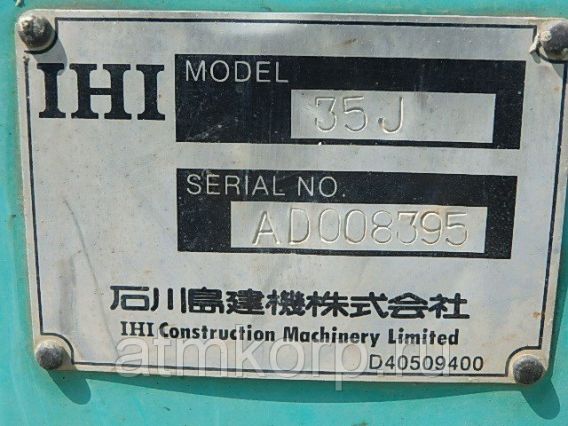 IHI
MODEL
35J
SERIAL NO.
AD008395
石川島建機株式会社
IHI Construction Machinery Limited
D40509400
atmkorp.ru